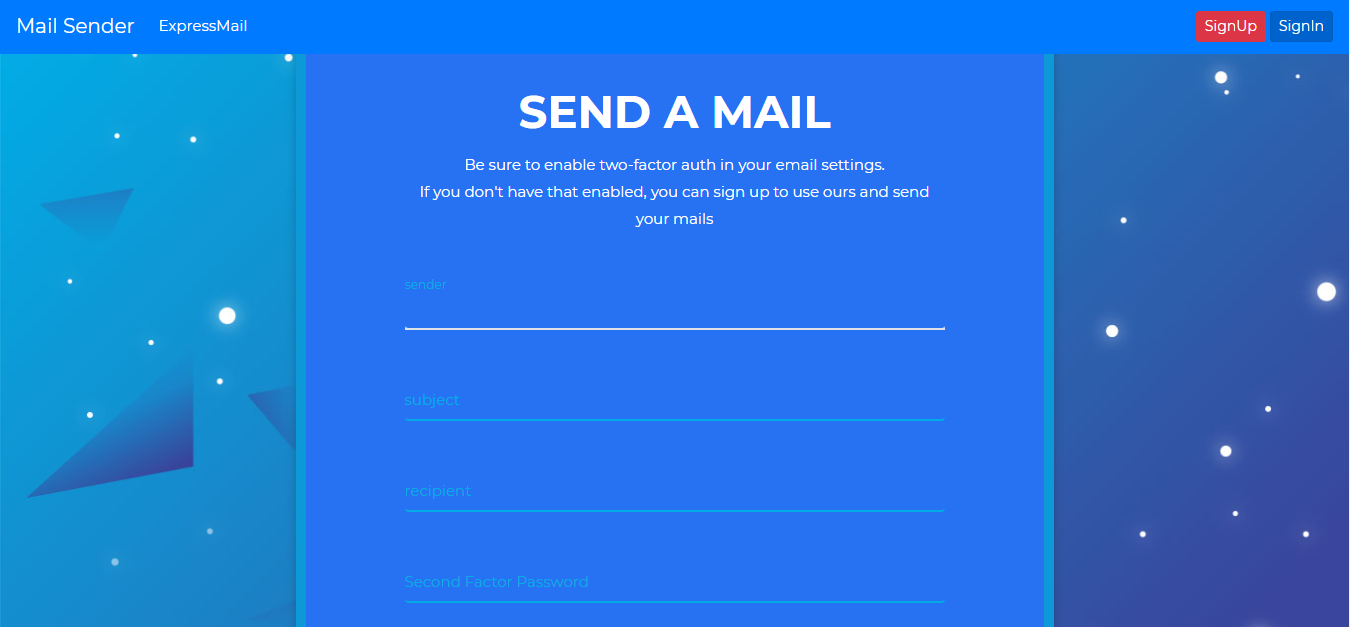 Mail Sender ExpressMail SignUp SignIn
SEND A MAIL
Be sure to enable two-factor auth in your email settings.
If you don't have that enabled, you can sign up to use ours and send
your mails
sender
subject
recipient
Second Factor Password